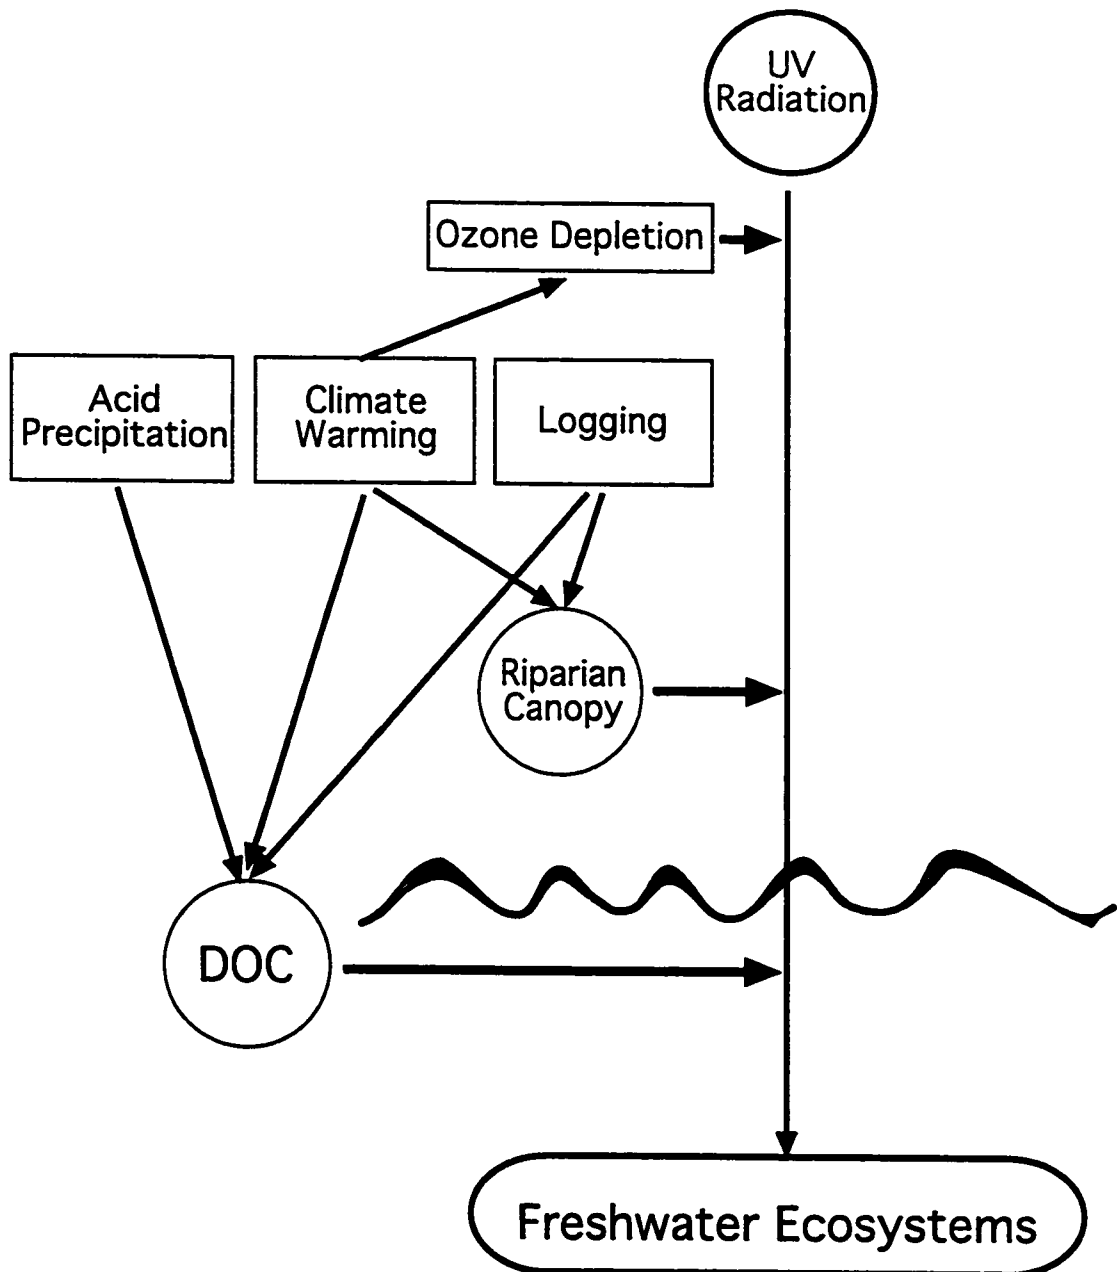 UV
Radiation
Ozone Depletion
Acid
Precipitation
Climate
Warming
Logging
Riparian
Canopy
DOC
Freshwater Ecosystems